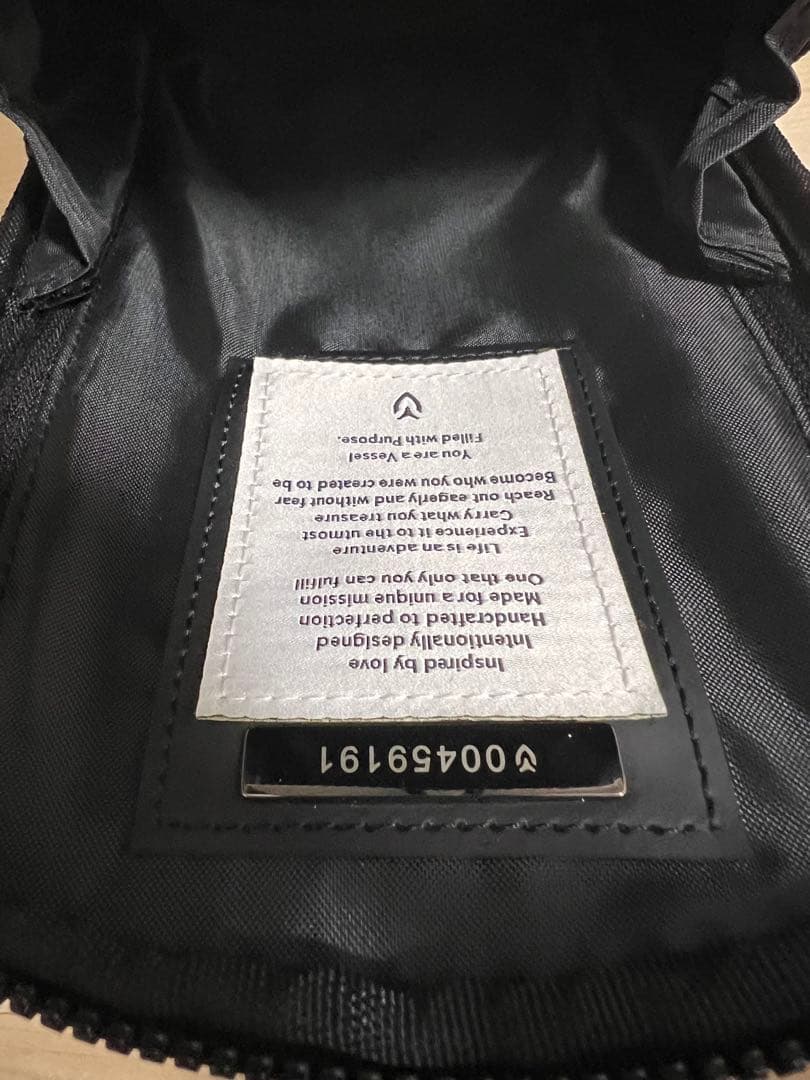 00459191
Inspired by love
Intentionally designed
Handcrafted to perfection
Made for a unique mission
One that only you can fulfill
Life is an adventure
Experience it to the utmost
Carry what you treasure
Reach out eagerly and without fear
Become who you were created to be
You are a Vessel
Filled with Purpose.